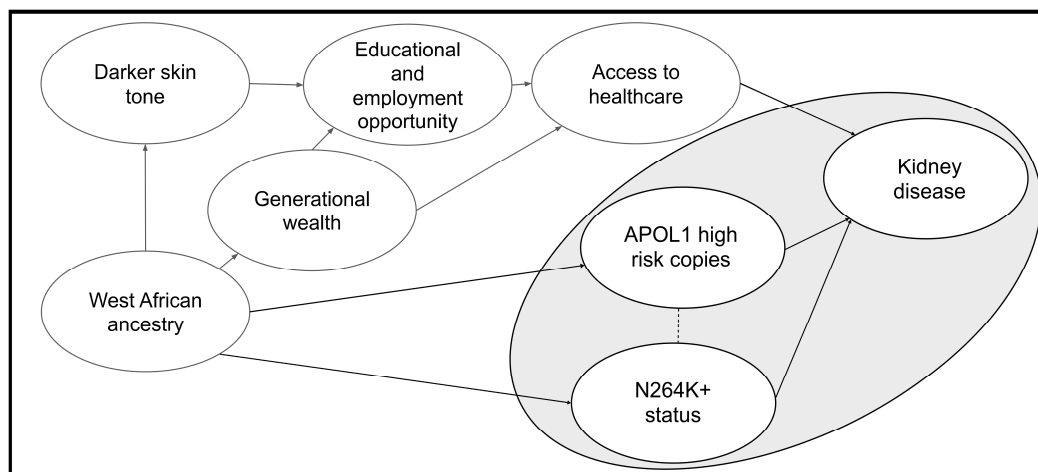 Darker skin
tone
Educational
and
employment
opportunity
Access to
healthcare
Generational
wealth
Kidney
disease
APOL1 high
risk copies
West African
ancestry
N264K+
status